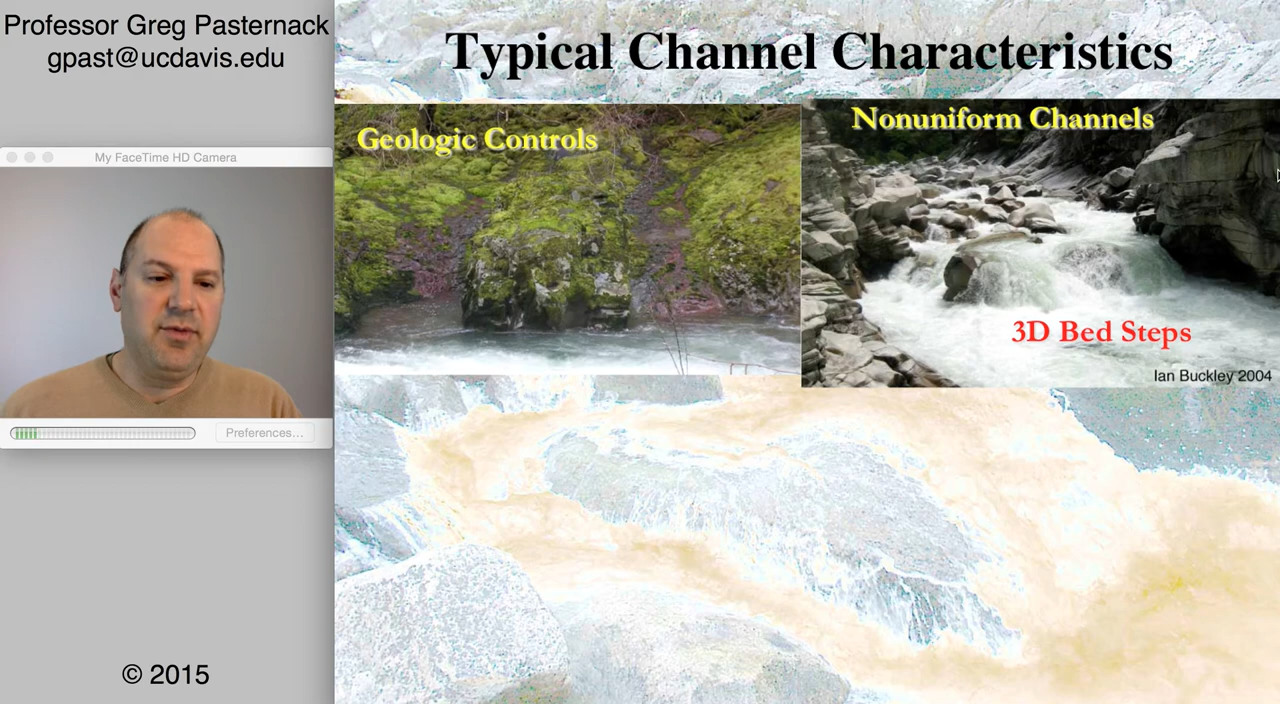 Professor Greg Pasternack
gpast@ucdavis.edu
My FaceTime HD Camera
Preferences...
© 2015
Typical Channel Characteristics
Geologic Controls
Nonuniform Channels
3D Bed Steps
Ian Buckley 2004